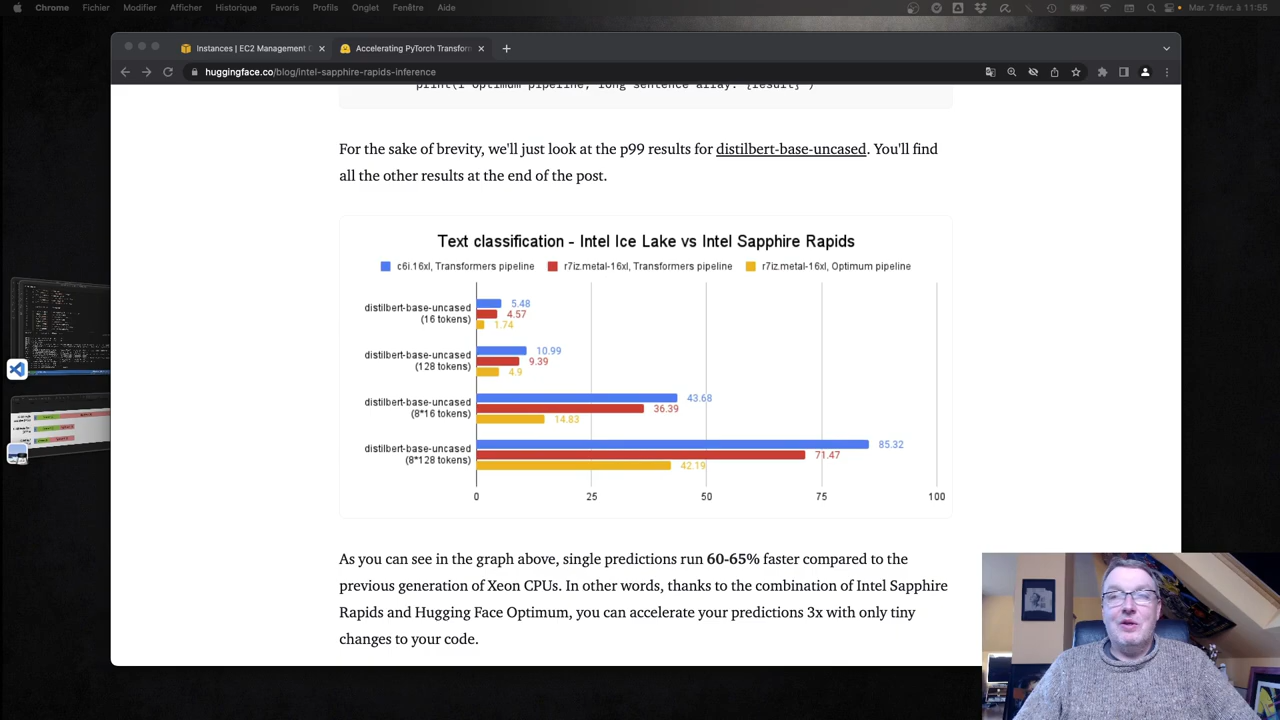 Chrome Fichier Modifier Afficher Historique Favoris Profils Onglet Fenêtre Aide Mar. 7 févr. à 11:55
Instances | EC2 Management Accelerating PyTorch Transform
huggingface.co/blog/intel-sapphire-rapids-inference
For the sake of brevity, we'll just look at the p99 results for distilbert-base-uncased. You'll find
all the other results at the end of the post.
Text classification - Intel Ice Lake vs Intel Sapphire Rapids
c6i.16xl, Transformers pipeline r7iz.metal-16xl, Transformers pipeline r7iz.metal-16xl, Optimum pipeline
distilbert-base-uncased
(16 tokens)
5.48
4.57
1.74
distilbert-base-uncased
(128 tokens)
10.99
9.39
4.9
distilbert-base-uncased
(8*16 tokens)
43.68
36.39
14.83
distilbert-base-uncased
(8*128 tokens)
85.32
71.47
42.19
0 25 50 75 100
As you can see in the graph above, single predictions run 60-65% faster compared to the
previous generation of Xeon CPUs. In other words, thanks to the combination of Intel Sapphire
Rapids and Hugging Face Optimum, you can accelerate your predictions 3x with only tiny
changes to your code.